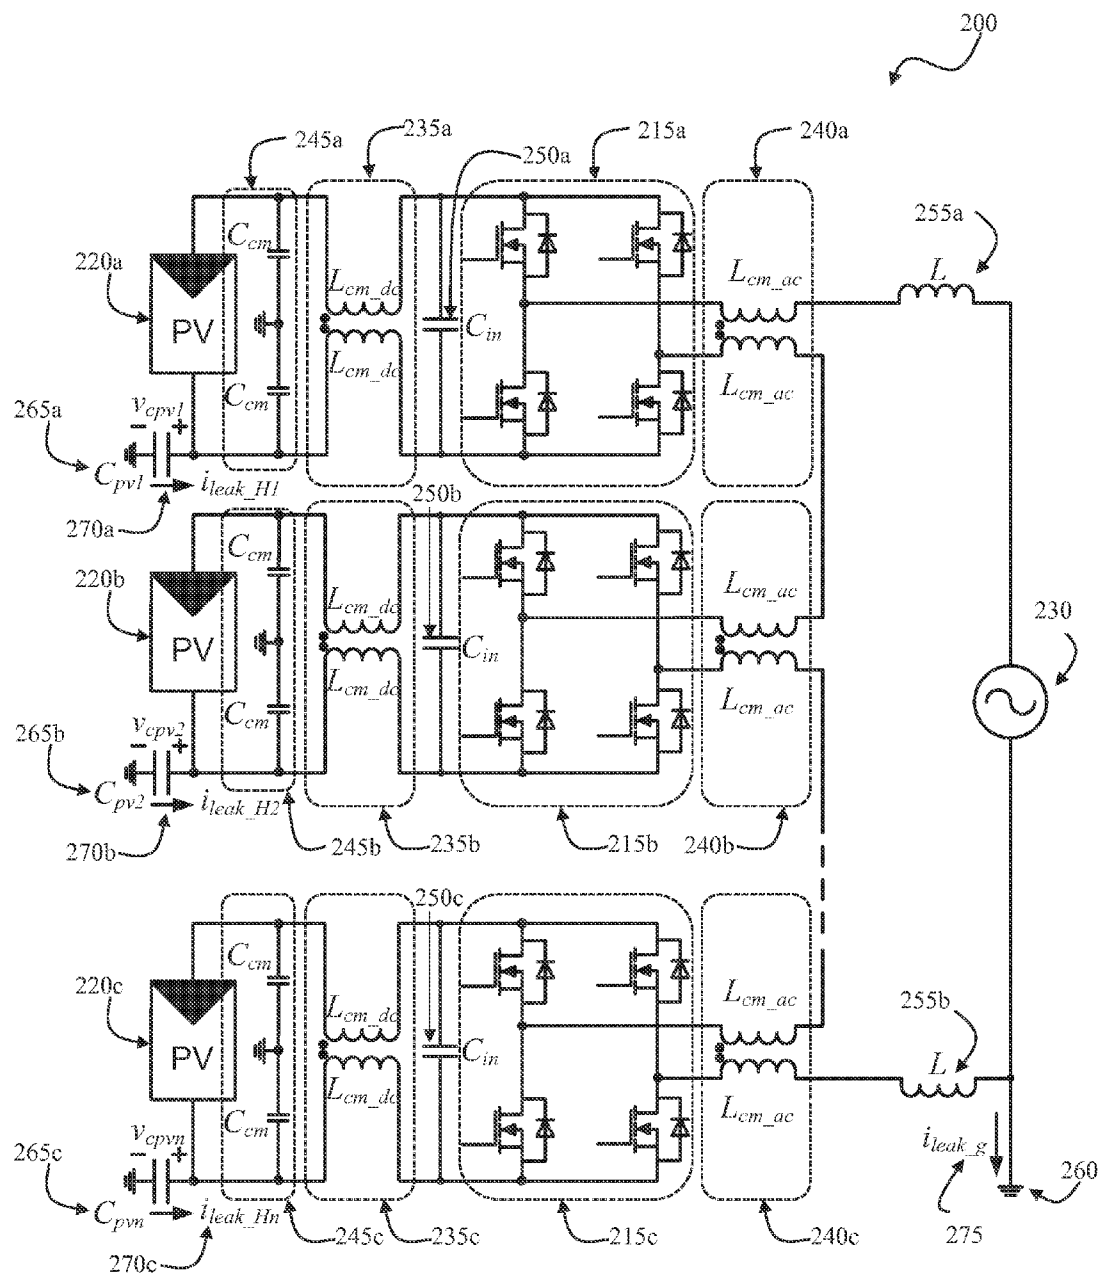 200
245a
235a
250a
215a
240a
255a
C_cm
L_cm_dc
L_cm_ac
L
220a
PV
C_in
L_cm_dc
L_cm_ac
C_cm
265a
− v_cpv1 +
C_pv1
i_leak_H1
270a
250b
C_cm
L_cm_dc
L_cm_ac
220b
PV
C_in
230
L_cm_dc
L_cm_ac
C_cm
265b
− v_cpv2 +
C_pv2
i_leak_H2
270b
245b
235b
215b
240b
250c
C_cm
L_cm_dc
L_cm_ac
220c
255b
PV
C_in
L
L_cm_dc
L_cm_ac
C_cm
265c
− v_cpvn +
i_leak_g
260
C_pvn
i_leak_Hn
270c
245c
235c
215c
240c
275